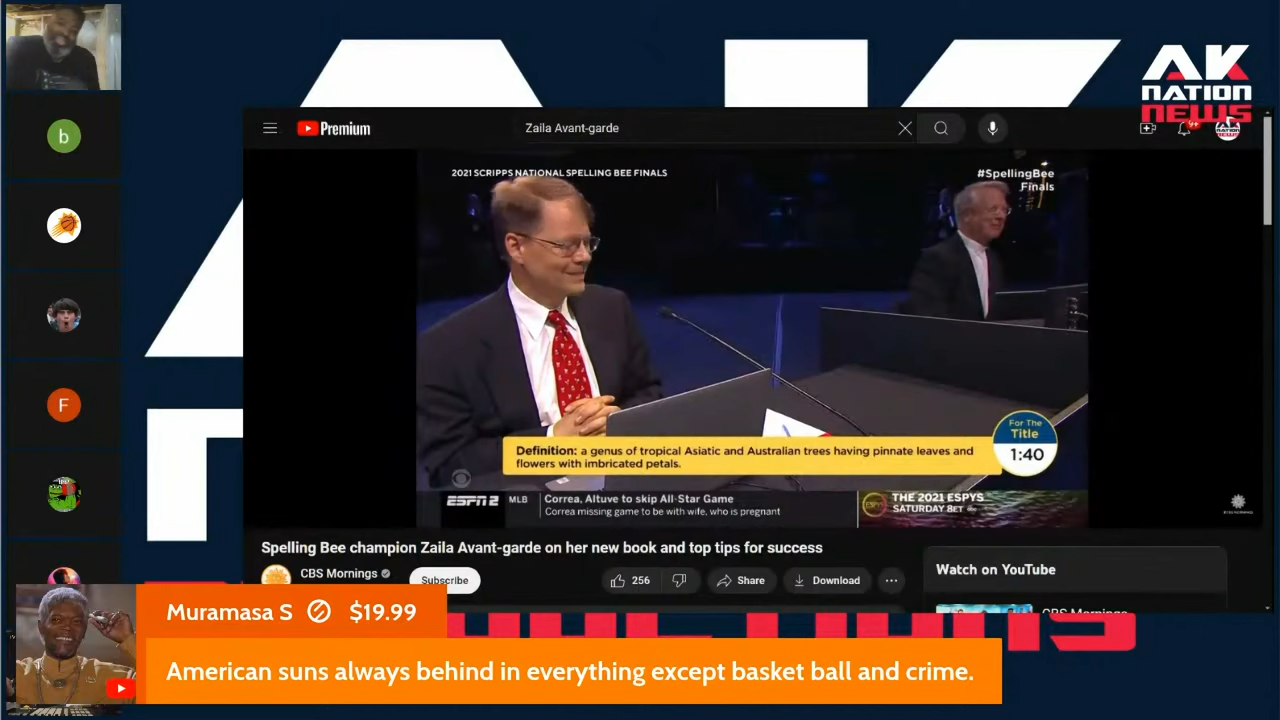 AK
NATION
NEWS
Premium
Zaila Avant-garde
9+
b
F
2021 SCRIPPS NATIONAL SPELLING BEE FINALS
#SpellingBee
Finals
For The
Title
1:40
Definition: a genus of tropical Asiatic and Australian trees having pinnate leaves and
flowers with imbricated petals.
ESPN2 MLB Correa, Altuve to skip All-Star Game
Correa missing game to be with wife, who is pregnant
THE 2021 ESPYS
SATURDAY 8ET abc
Spelling Bee champion Zaila Avant-garde on her new book and top tips for success
CBS Mornings
Subscribe
256
Share
Download
Watch on YouTube
CBS Mornings
Muramasa S $19.99
American suns always behind in everything except basket ball and crime.